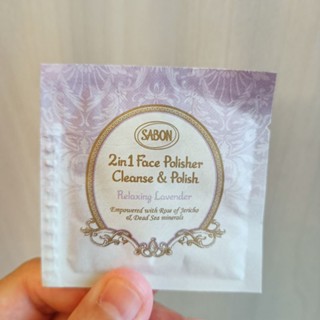 SABON
2in1 Face Polisher
Cleanse & Polish
Relaxing Lavender
Empowered with Rose of Jericho
& Dead Sea minerals